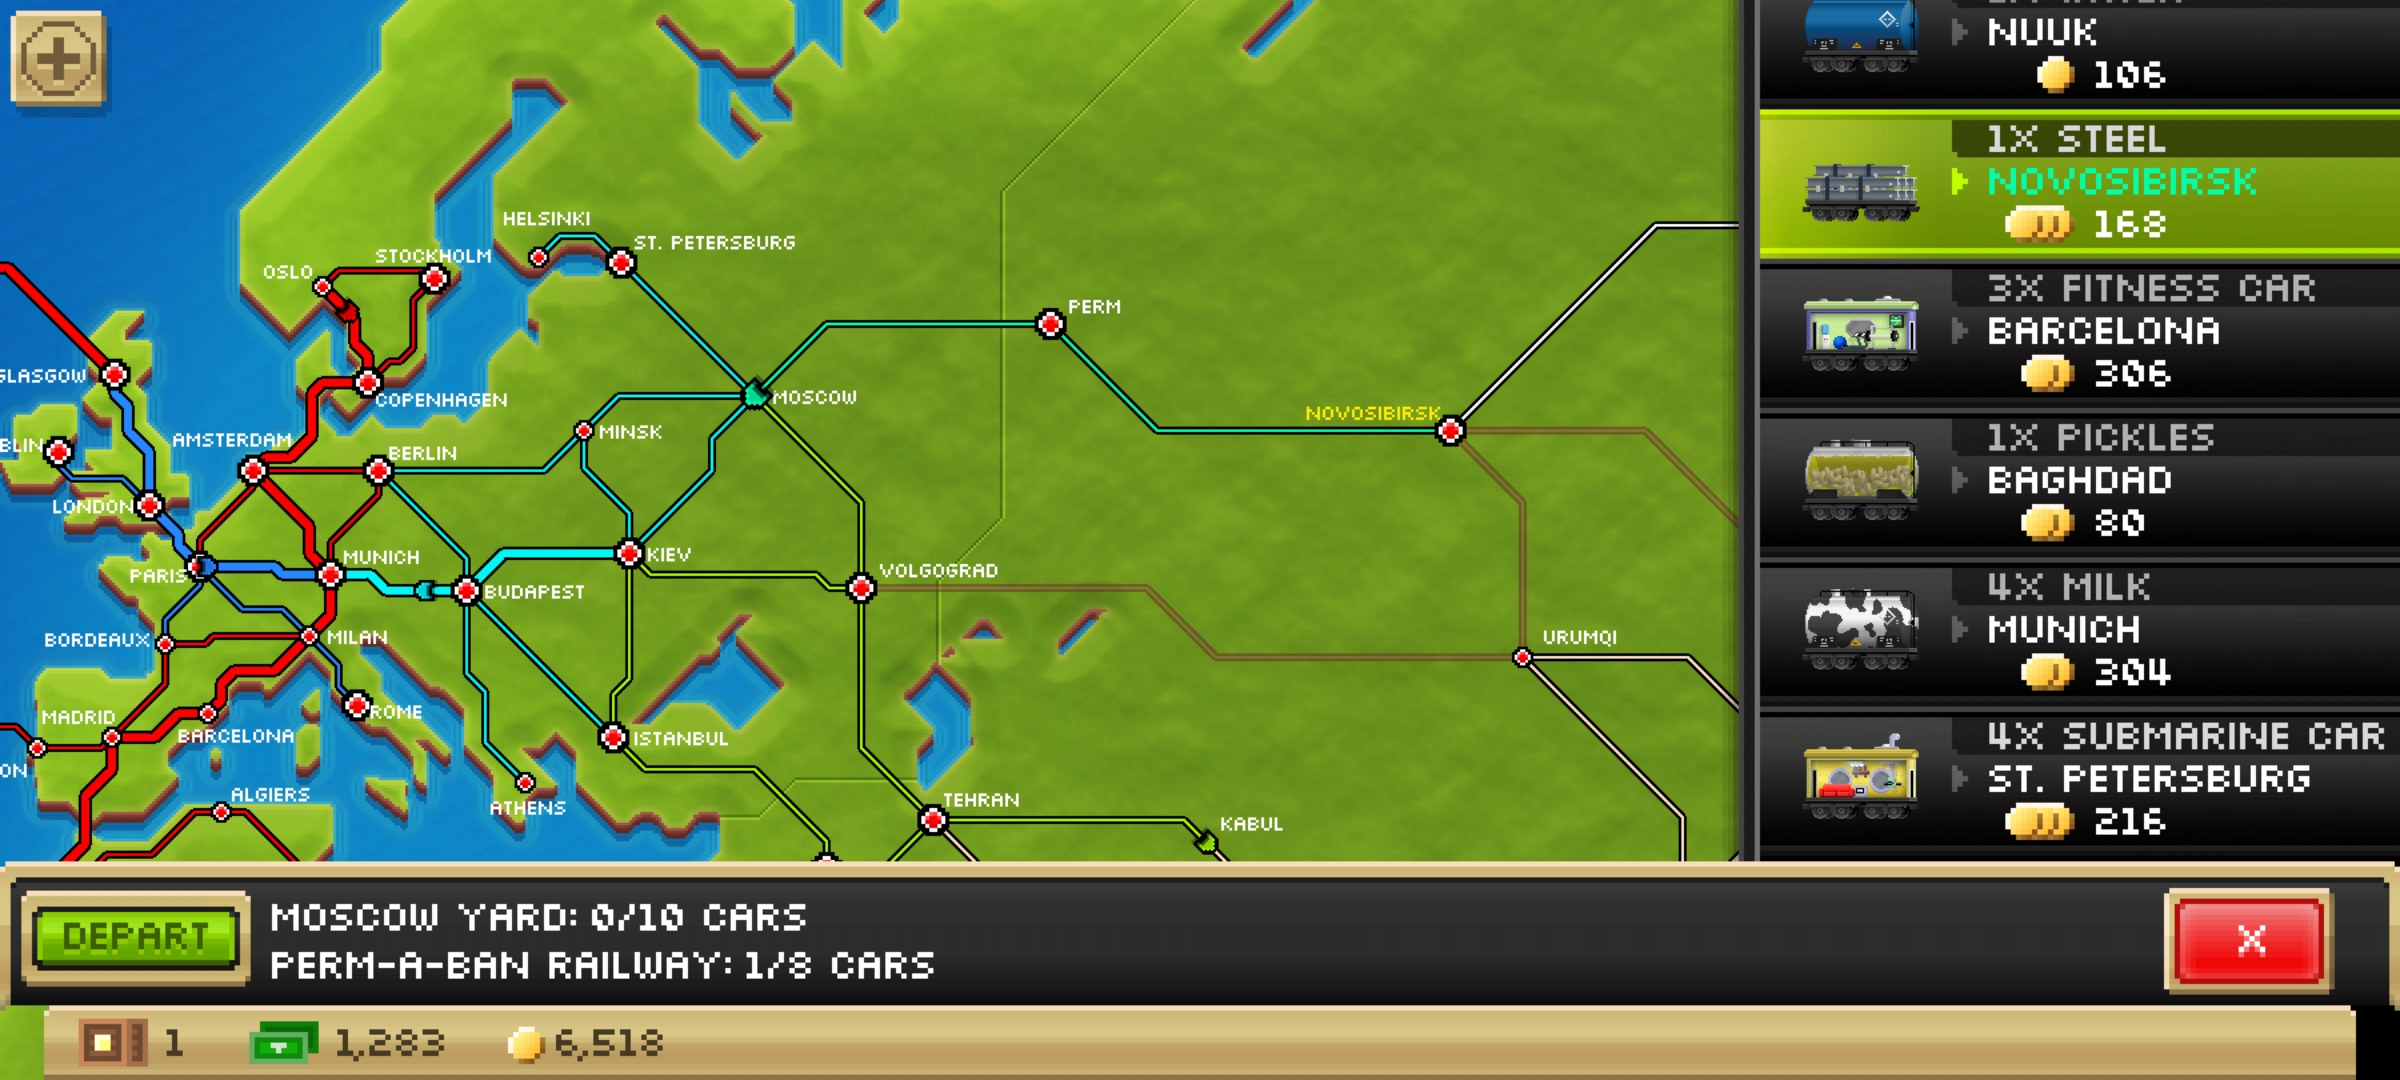 HELSINKI
ST. PETERSBURG
STOCKHOLM
OSLO
PERM
GLASGOW
COPENHAGEN
MOSCOW
NOVOSIBIRSK
MINSK
BLIN
AMSTERDAM
BERLIN
LONDON
MUNICH
KIEV
PARIS
BUDAPEST
VOLGOGRAD
BORDEAUX
MILAN
URUMQI
MADRID
ROME
BARCELONA
ISTANBUL
ON
ALGIERS
ATHENS
TEHRAN
KABUL
NUUK
106
1X STEEL
NOVOSIBIRSK
168
3X FITNESS CAR
BARCELONA
306
1X PICKLES
BAGHDAD
80
4X MILK
MUNICH
304
4X SUBMARINE CAR
ST. PETERSBURG
216
DEPART
MOSCOW YARD: 0/10 CARS
PERM-A-BAN RAILWAY: 1/8 CARS
X
1
1,283
6,518